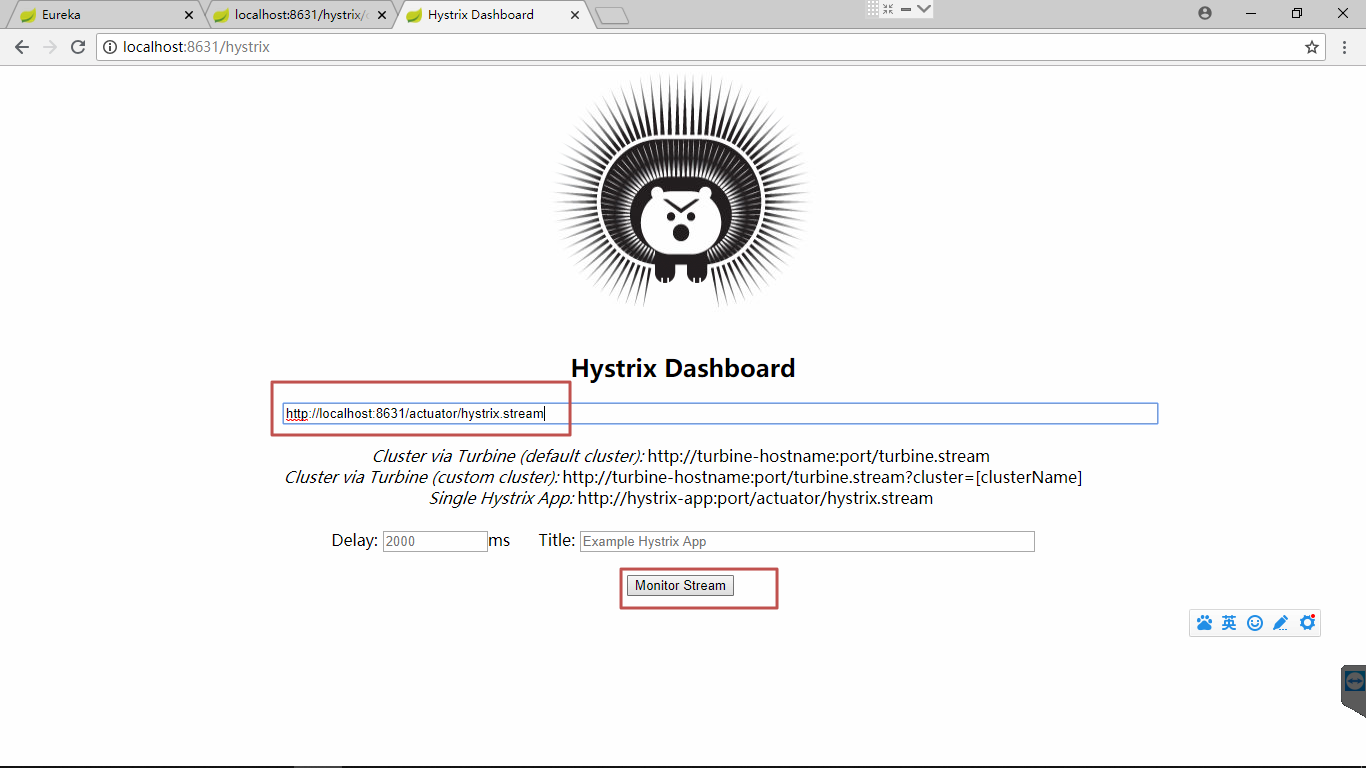 Eureka
localhost:8631/hystrix/
Hystrix Dashboard
localhost:8631/hystrix
Hystrix Dashboard
http://localhost:8631/actuator/hystrix.stream
Cluster via Turbine (default cluster): http://turbine-hostname:port/turbine.stream
Cluster via Turbine (custom cluster): http://turbine-hostname:port/turbine.stream?cluster=[clusterName]
Single Hystrix App: http://hystrix-app:port/actuator/hystrix.stream
Delay: 2000 ms Title: Example Hystrix App
Monitor Stream
英